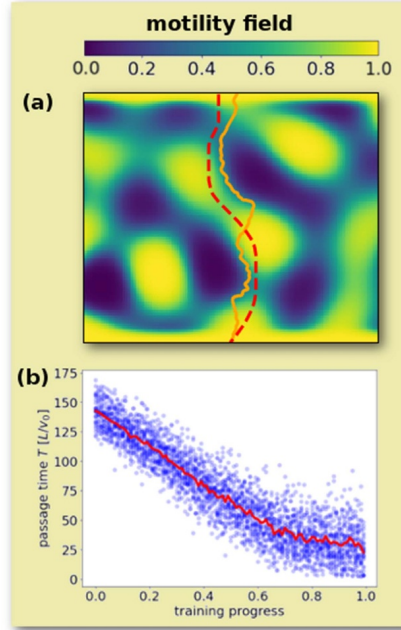 motility field
0.0 0.2 0.4 0.6 0.8 1.0
(a)
(b)
175
150
125
100
75
50
25
0
passage time T [L/v₀]
0.0 0.2 0.4 0.6 0.8 1.0
training progress